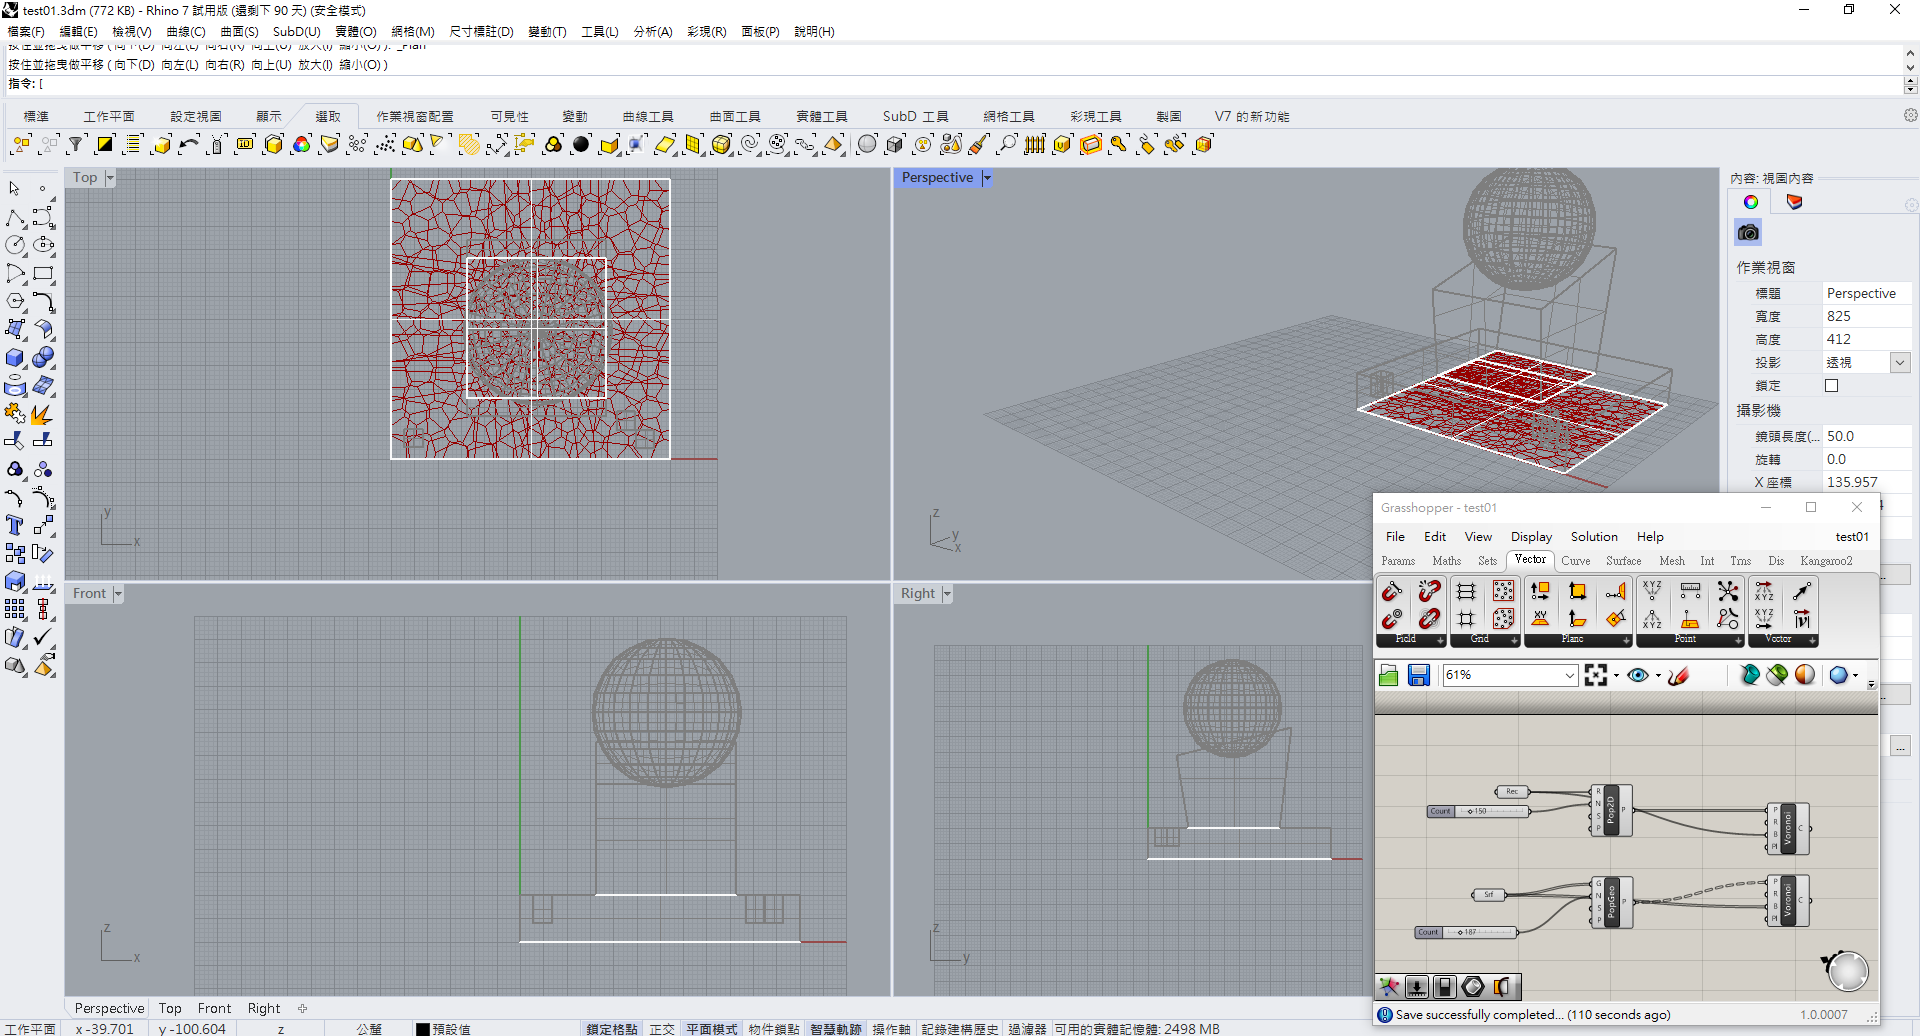 test01.3dm (772 KB) - Rhino 7 試用版 (還剩下 90 天) (安全模式)
檔案(F) 編輯(E) 檢視(V) 曲線(C) 曲面(S) SubD(U) 實體(O) 網格(M) 尺寸標註(D) 變動(T) 工具(L) 分析(A) 彩現(R) 面板(P) 說明(H)
按住並拖曳做平移 ( 向下(D) 向左(L) 向右(R) 向上(U) 放大(I) 縮小(O) ): _Plan
按住並拖曳做平移 ( 向下(D) 向左(L) 向右(R) 向上(U) 放大(I) 縮小(O) )
指令: [
標準 工作平面 設定視圖 顯示 選取 作業視窗配置 可見性 變動 曲線工具 曲面工具 實體工具 SubD 工具 網格工具 彩現工具 製圖 V7 的新功能
Top
Perspective
Front
Right
y
x
z
y
x
z
x
z
y
內容: 視圖內容
作業視窗
標題 Perspective
寬度 825
高度 412
投影 透視
鎖定
攝影機
鏡頭長度(... 50.0
旋轉 0.0
X 座標 135.957
Grasshopper - test01
File Edit View Display Solution Help test01
Params Maths Sets Vector Curve Surface Mesh Int Trns Dis Kangaroo2
Field Grid Plane Point Vector
61%
Rec
Count 150
R
N
S
P
Pop2D
P
P
R
B
Pl
Voronoi
C
Srf
Count 187
G
N
S
P
PopGeo
P
P
R
B
Pl
Voronoi
C
Save successfully completed... (110 seconds ago) 1.0.0007
Perspective Top Front Right
工作平面 x -39.701 y -100.604 z 公釐 預設值 鎖定格點 正交 平面模式 物件鎖點 智慧軌跡 操作軸 記錄建構歷史 過濾器 可用的實體記憶體: 2498 MB